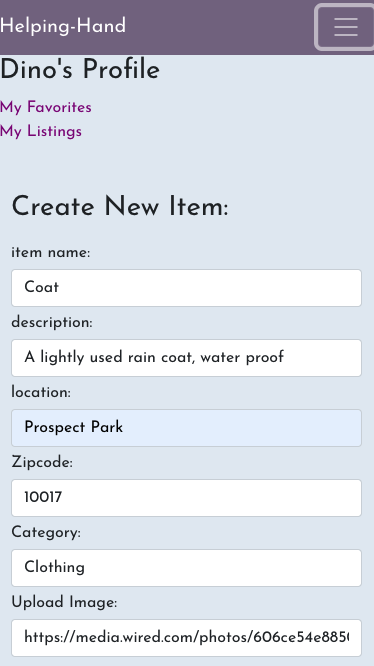 Helping-Hand
Dino's Profile
My Favorites
My Listings
Create New Item:
item name:
Coat
description:
A lightly used rain coat, water proof
location:
Prospect Park
Zipcode:
10017
Category:
Clothing
Upload Image:
https://media.wired.com/photos/606ce54e885